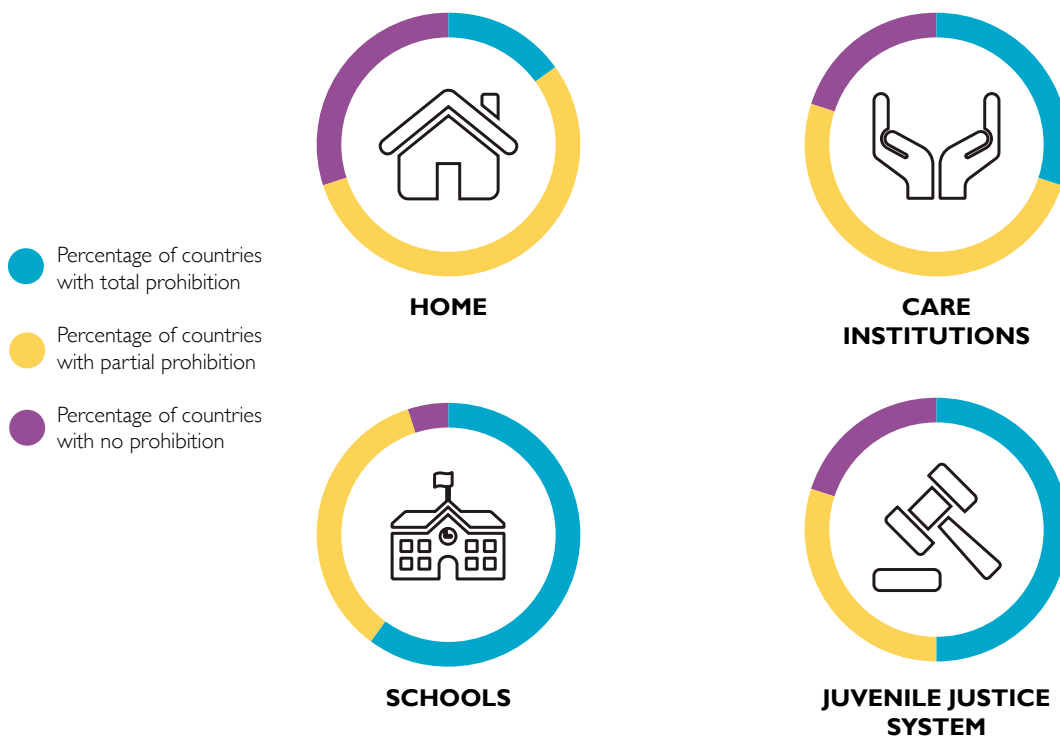 Percentage of countries
with total prohibition
Percentage of countries
with partial prohibition
Percentage of countries
with no prohibition
HOME
CARE
INSTITUTIONS
SCHOOLS
JUVENILE JUSTICE
SYSTEM